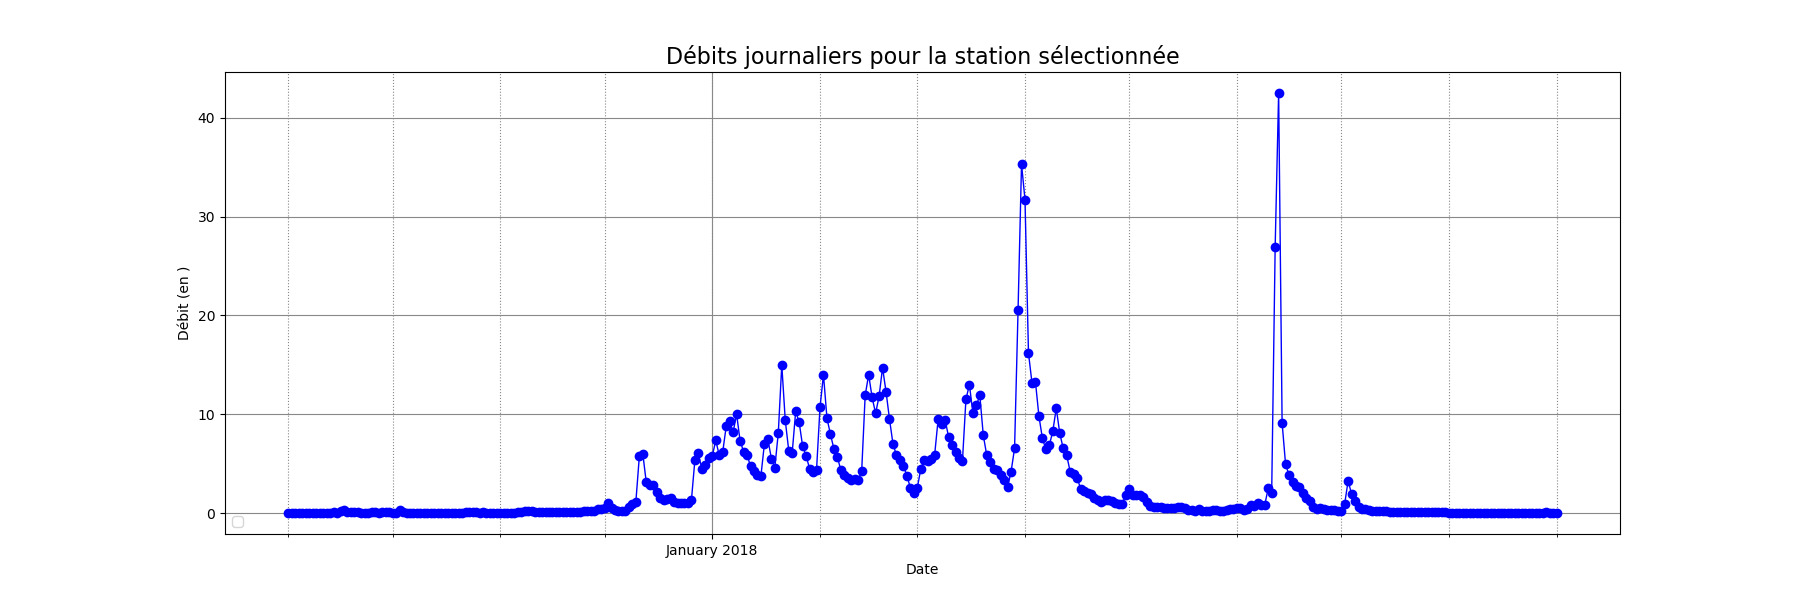 Débits journaliers pour la station sélectionnée
40
30
20
10
0
Débit (en )
January 2018
Date